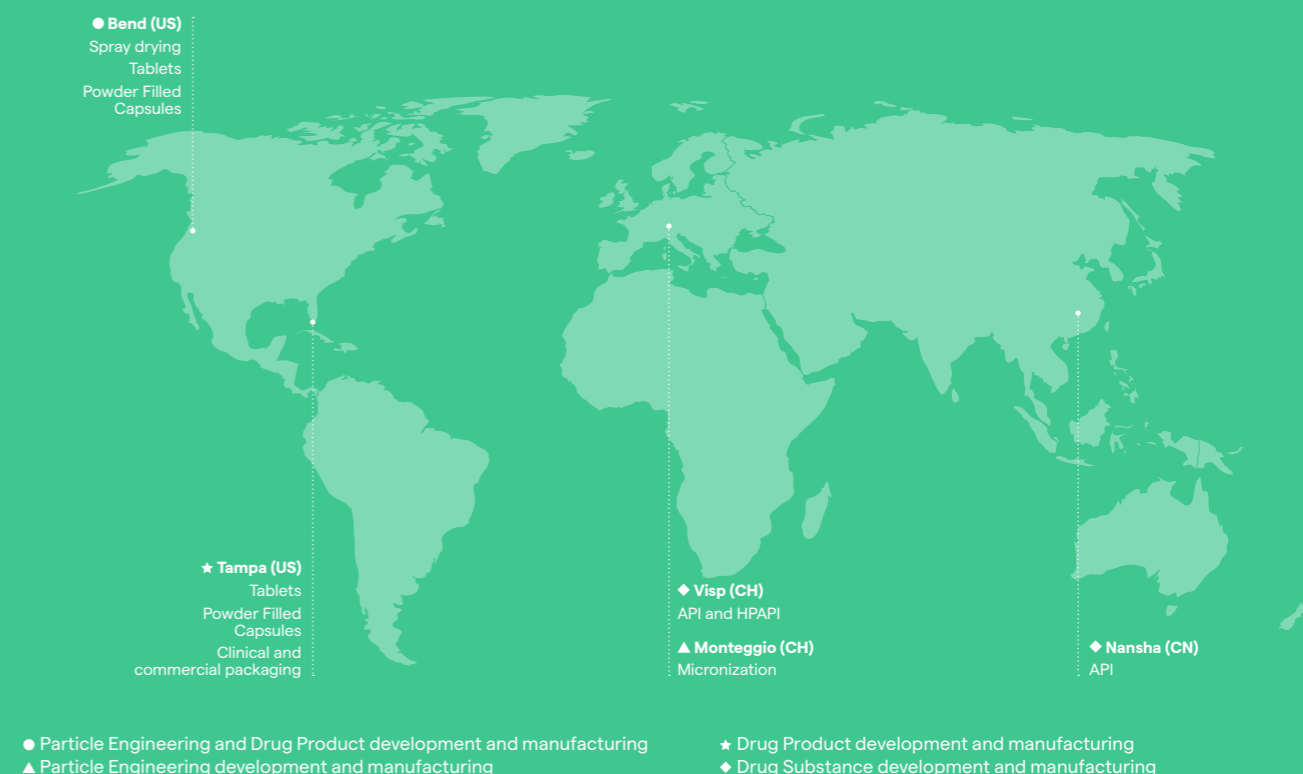 ● Bend (US)
Spray drying
Tablets
Powder Filled
Capsules
★ Tampa (US)
Tablets
Powder Filled
Capsules
Clinical and
commercial packaging
◆ Visp (CH)
API and HPAPI
▲ Monteggio (CH)
Micronization
◆ Nansha (CN)
API
● Particle Engineering and Drug Product development and manufacturing
▲ Particle Engineering development and manufacturing
★ Drug Product development and manufacturing
◆ Drug Substance development and manufacturing